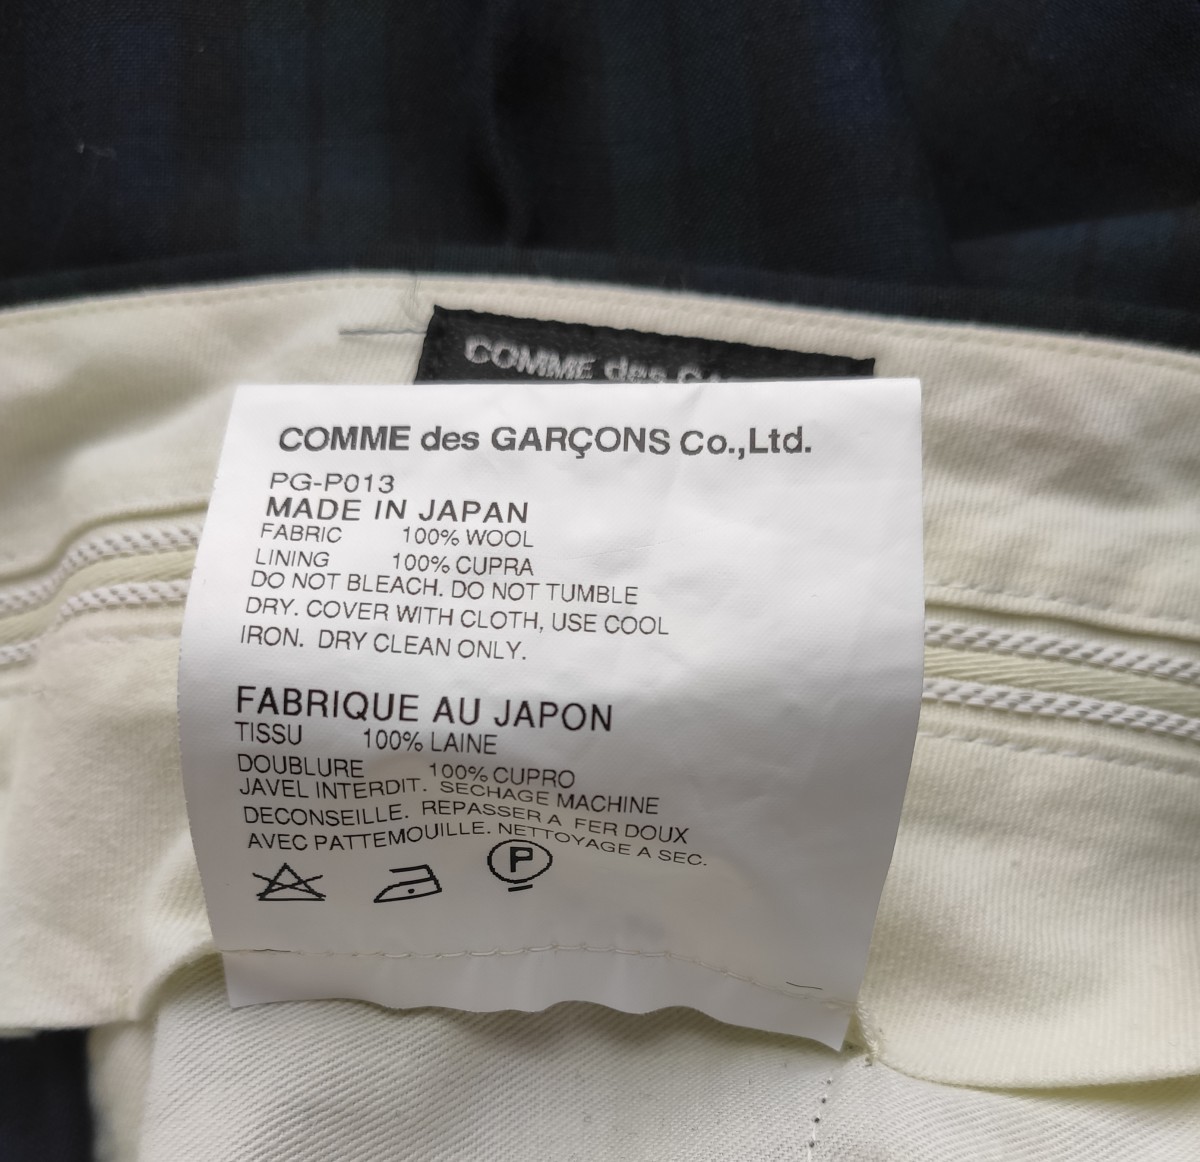 COMME des
COMME des GARÇONS Co.,Ltd.
PG-P013
MADE IN JAPAN
FABRIC 100% WOOL
LINING 100% CUPRA
DO NOT BLEACH. DO NOT TUMBLE
DRY. COVER WITH CLOTH, USE COOL
IRON. DRY CLEAN ONLY.
FABRIQUE AU JAPON
TISSU 100% LAINE
DOUBLURE 100% CUPRO
JAVEL INTERDIT. SECHAGE MACHINE
DECONSEILLE. REPASSER A FER DOUX
AVEC PATTEMOUILLE. NETTOYAGE A SEC.
P